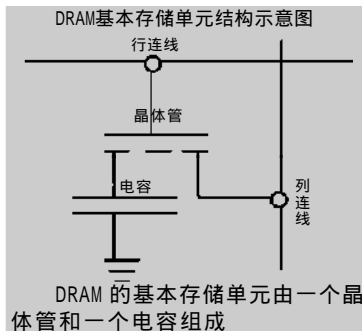 DRAM基本存储单元结构示意图
行连线
晶体管
电容
列
连
线
DRAM 的基本存储单元由一个晶
体管和一个电容组成